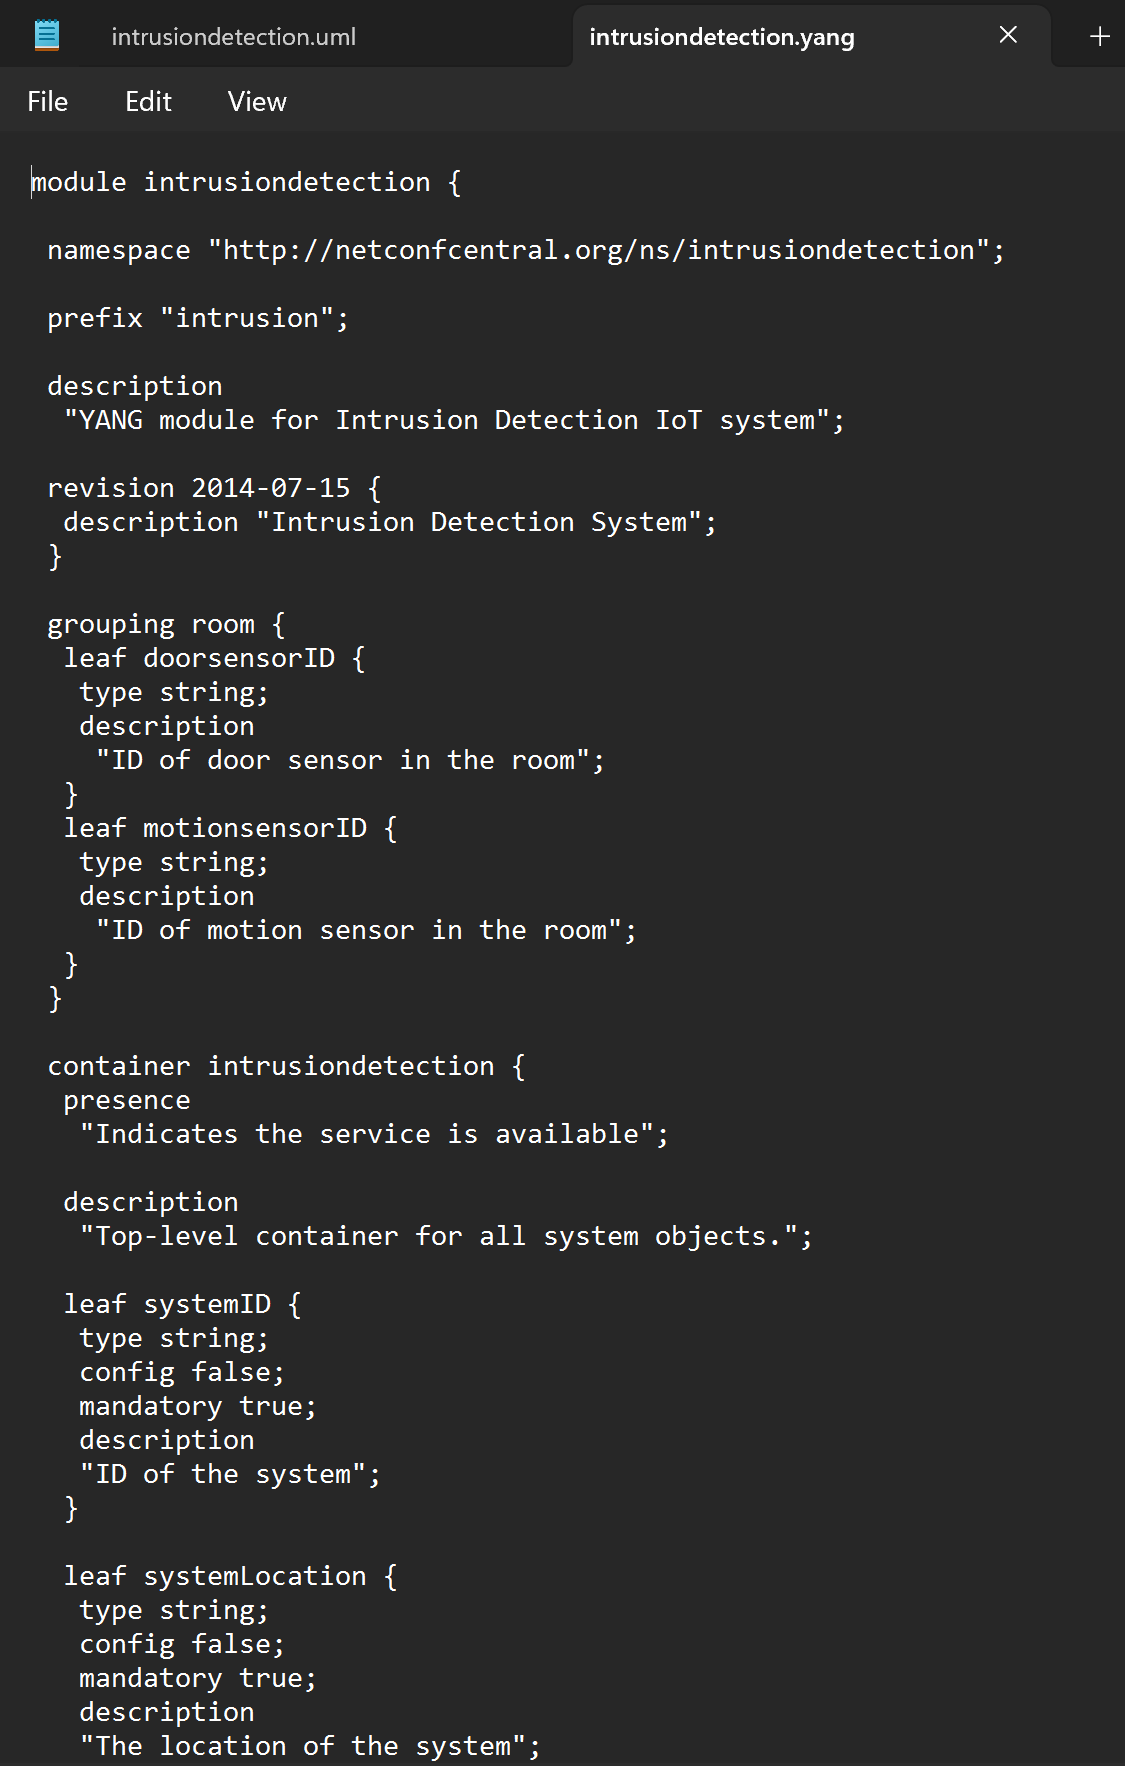 intrusiondetection.uml
intrusiondetection.yang
File Edit View
module intrusiondetection {
namespace "http://netconfcentral.org/ns/intrusiondetection";
prefix "intrusion";
description
"YANG module for Intrusion Detection IoT system";
revision 2014-07-15 {
description "Intrusion Detection System";
}
grouping room {
leaf doorsensorID {
type string;
description
"ID of door sensor in the room";
}
leaf motionsensorID {
type string;
description
"ID of motion sensor in the room";
}
}
container intrusiondetection {
presence
"Indicates the service is available";
description
"Top-level container for all system objects.";
leaf systemID {
type string;
config false;
mandatory true;
description
"ID of the system";
}
leaf systemLocation {
type string;
config false;
mandatory true;
description
"The location of the system";